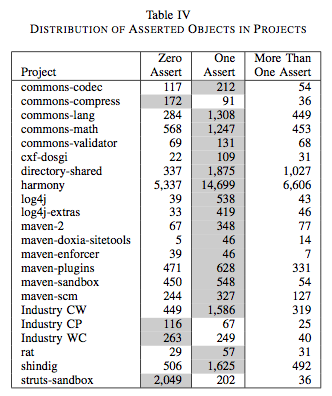 Table IV
DISTRIBUTION OF ASSERTED OBJECTS IN PROJECTS
Zero One More Than
Project Assert Assert One Assert
commons-codec 117 212 54
commons-compress 172 91 36
commons-lang 284 1,308 449
commons-math 568 1,247 453
commons-validator 69 131 68
cxf-dosgi 22 109 31
directory-shared 337 1,875 1,027
harmony 5,337 14,699 6,606
log4j 39 538 43
log4j-extras 33 419 46
maven-2 67 348 77
maven-doxia-sitetools 5 46 14
maven-enforcer 39 46 7
maven-plugins 471 628 331
maven-sandbox 450 548 54
maven-scm 244 327 127
Industry CW 449 1,586 319
Industry CP 116 67 25
Industry WC 263 249 40
rat 29 57 31
shindig 506 1,625 492
struts-sandbox 2,049 202 36